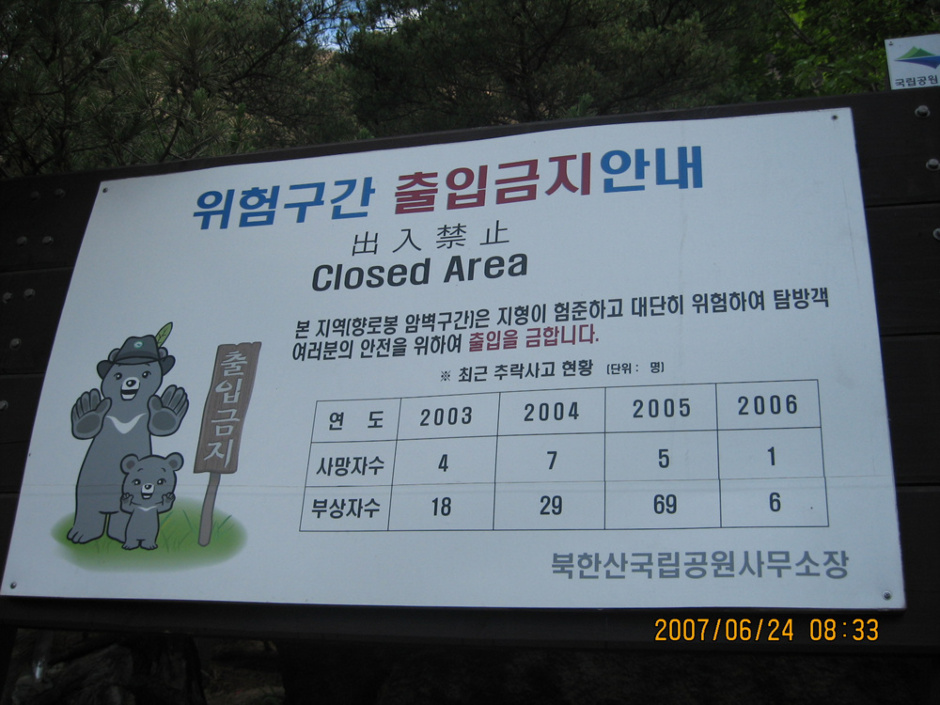 국립공원
위험구간 출입금지안내
出入禁止
Closed Area
본 지역(향로봉 암벽구간)은 지형이 험준하고 대단히 위험하여 탐방객
여러분의 안전을 위하여 출입을 금합니다.
※ 최근 추락사고 현황 (단위 : 명)
연 도 2003 2004 2005 2006
사망자수 4 7 5 1
부상자수 18 29 69 6
출입금지
북한산국립공원사무소장
2007/06/24 08:33